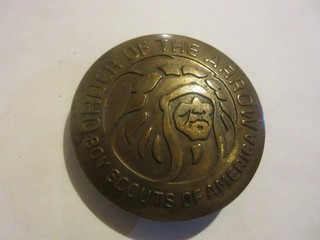 ORDER OF THE ARROW
BOY SCOUTS OF AMERICA